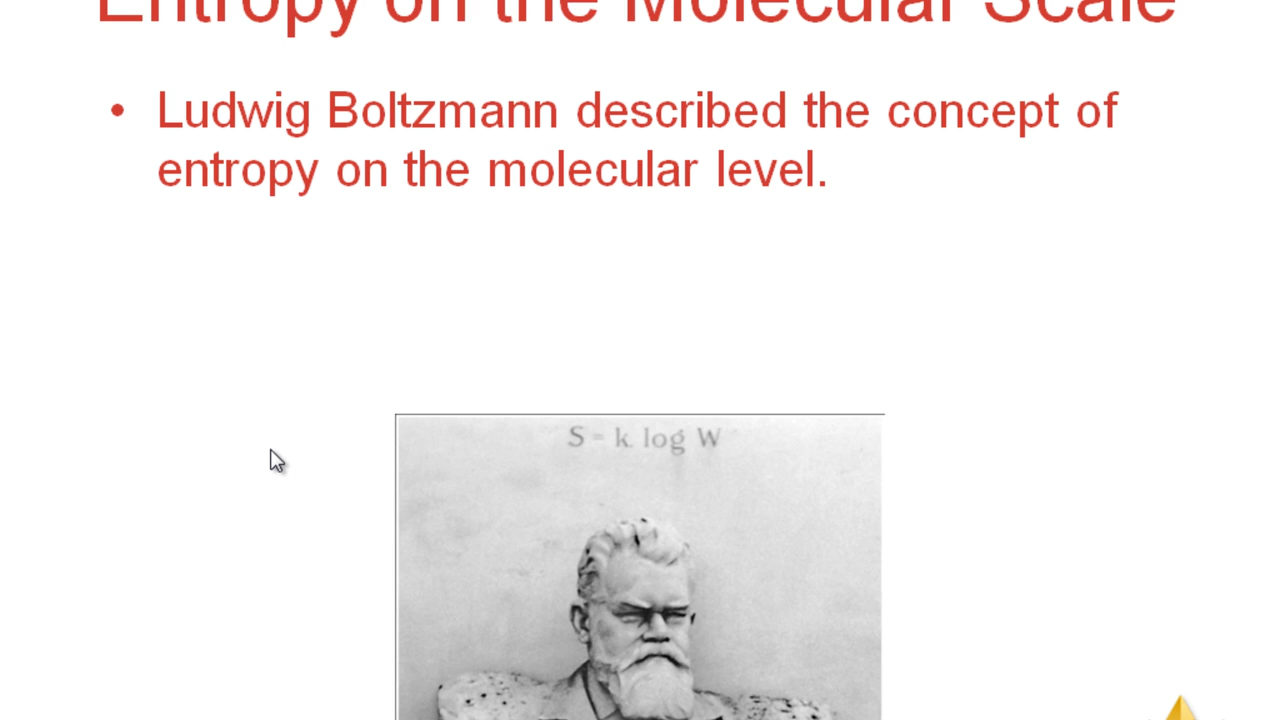 Entropy on the Molecular Scale
• Ludwig Boltzmann described the concept of
entropy on the molecular level.
S = k. log W